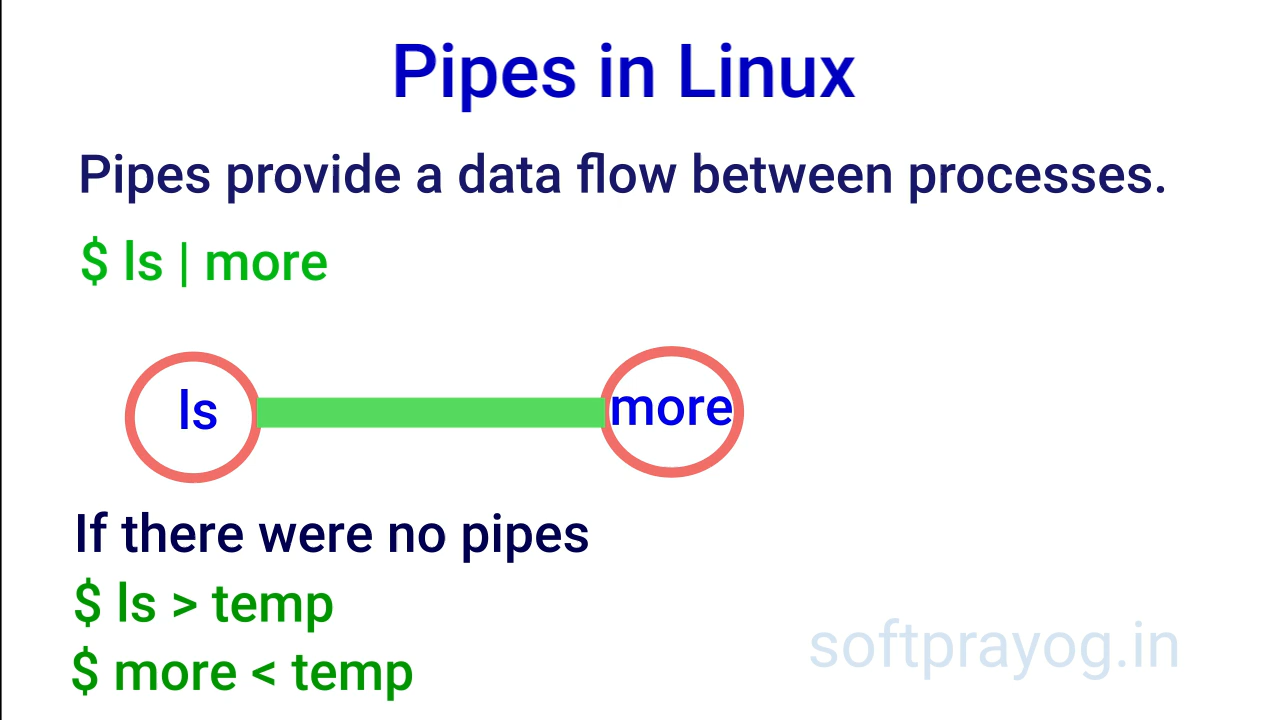 Pipes in Linux
Pipes provide a data flow between processes.
$ ls | more
ls more
If there were no pipes
$ ls > temp
$ more < temp
softprayog.in